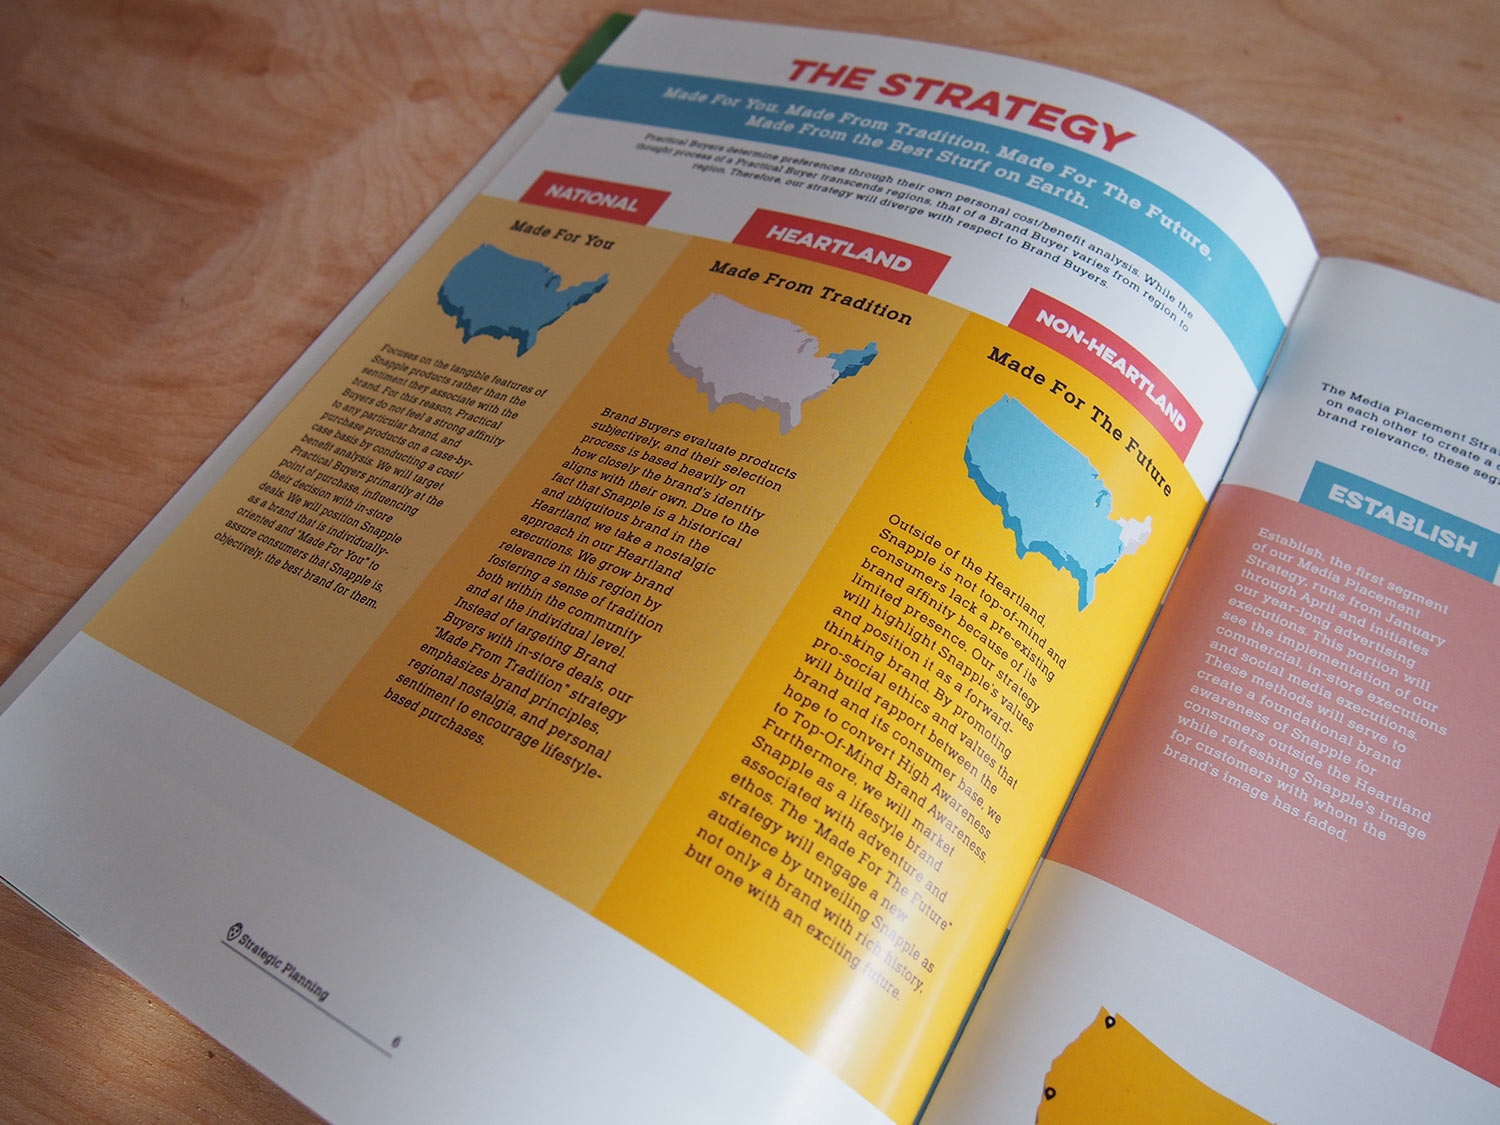 THE STRATEGY
Made For You. Made From Tradition. Made For The Future.
Made From the Best Stuff on Earth.
Practical Buyers determine preferences through their own personal cost/benefit analysis. While the
thought process of a Practical Buyer transcends regions, that of a Brand Buyer varies from region to
region. Therefore, our strategy will diverge with respect to Brand Buyers.
NATIONAL
Made For You
Focuses on the tangible features of
Snapple products rather than the
sentiment they associate with the
brand. For this reason, Practical
Buyers do not feel a strong affinity
to any particular brand, and
purchase products on a case-by-
case basis by conducting a cost/
benefit analysis. We will target
Practical Buyers primarily at the
point of purchase, influencing
their decision with in-store
deals. We will position Snapple
as a brand that is individually-
oriented and "Made For You" to
assure consumers that Snapple is,
objectively, the best brand for them.
HEARTLAND
Made From Tradition
Brand Buyers evaluate products
subjectively, and their selection
process is based heavily on
how closely the brand's identity
aligns with their own. Due to the
fact that Snapple is a historical
and ubiquitous brand in the
Heartland, we take a nostalgic
approach in our Heartland
executions. We grow brand
relevance in this region by
fostering a sense of tradition
both within the community
and at the individual level.
Instead of targeting Brand
Buyers with in-store deals, our
"Made From Tradition" strategy
emphasizes brand principles,
regional nostalgia, and personal
sentiment to encourage lifestyle-
based purchases.
NON-HEARTLAND
Made For The Future
Outside of the Heartland,
Snapple is not top-of-mind and
consumers lack a pre-existing
brand affinity because of its
limited presence. Our strategy
will highlight Snapple's values
and position it as a forward-
thinking brand. By promoting
pro-social ethics and values that
will build rapport between the
brand and its consumer base, we
hope to convert High Awareness
to Top-Of-Mind Brand Awareness.
Furthermore, we will market
Snapple as a lifestyle brand
associated with adventure and
ethos. The "Made For The Future"
strategy will engage a new
audience by unveiling Snapple as
not only a brand with rich history,
but one with an exciting future.
Strategic Planning
6
The Media Placement Stra
on each other to create a
brand relevance, these seg
ESTABLISH
Establish, the first segment
of our Media Placement
Strategy, runs from January
through April and initiates
our year-long advertising
executions. This portion will
see the implementation of our
commercial, in-store executions
and social media executions.
These methods will serve to
create a foundational brand
awareness of Snapple for
consumers outside the Heartland
while refreshing Snapple's image
for customers with whom the
brand's image has faded.